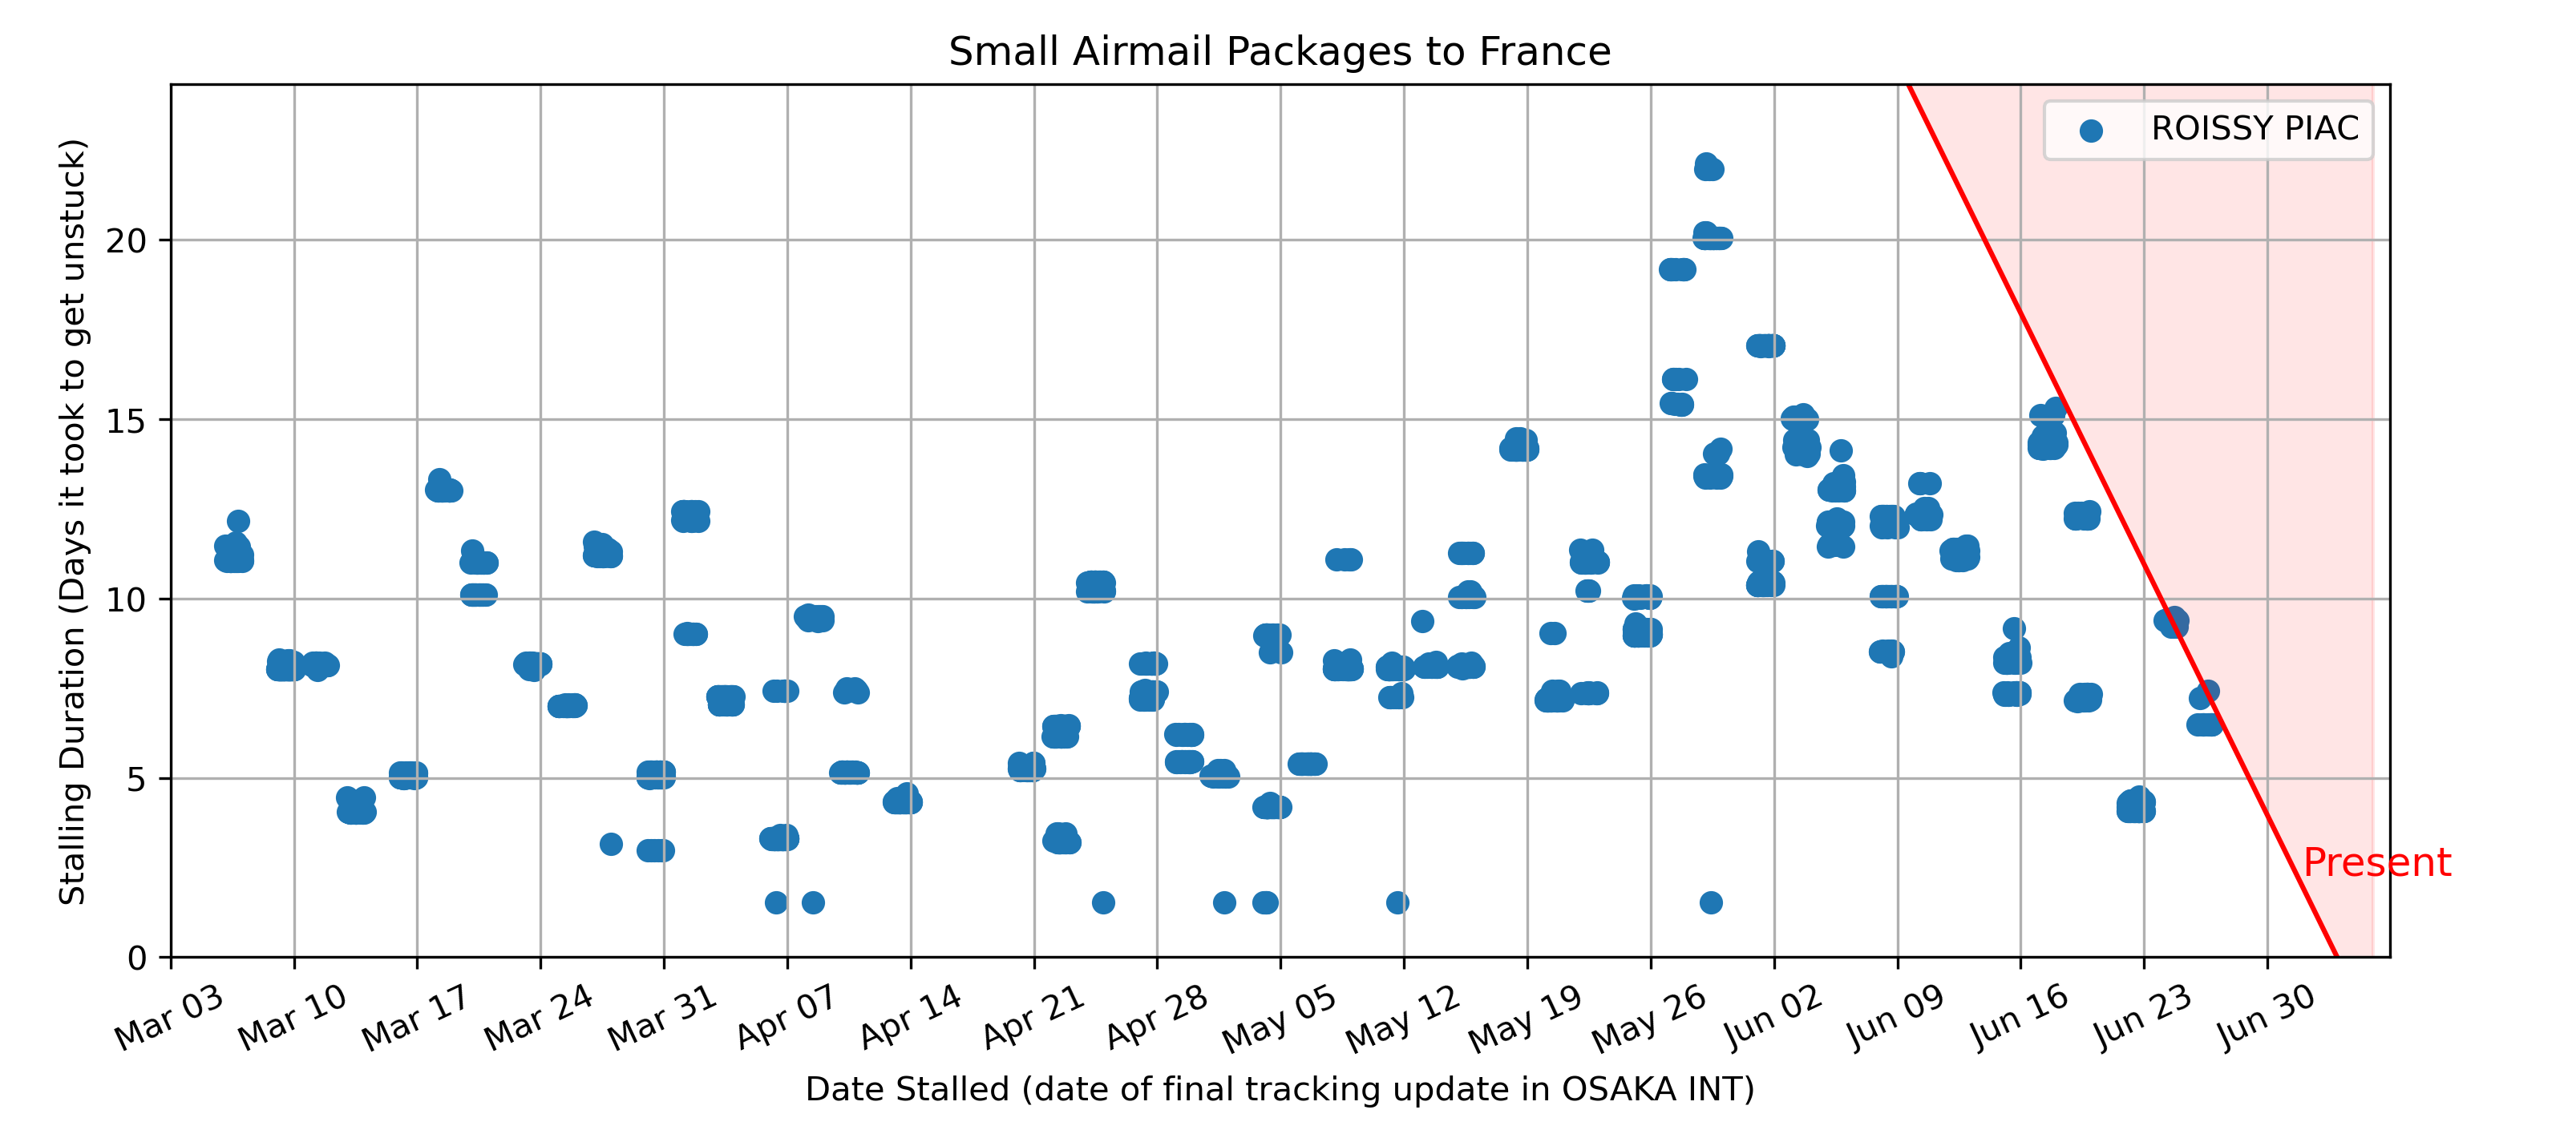 Small Airmail Packages to France
ROISSY PIAC
Stalling Duration (Days it took to get unstuck)
20
15
10
5
0
Present
Mar 03 Mar 10 Mar 17 Mar 24 Mar 31 Apr 07 Apr 14 Apr 21 Apr 28 May 05 May 12 May 19 May 26 Jun 02 Jun 09 Jun 16 Jun 23 Jun 30
Date Stalled (date of final tracking update in OSAKA INT)